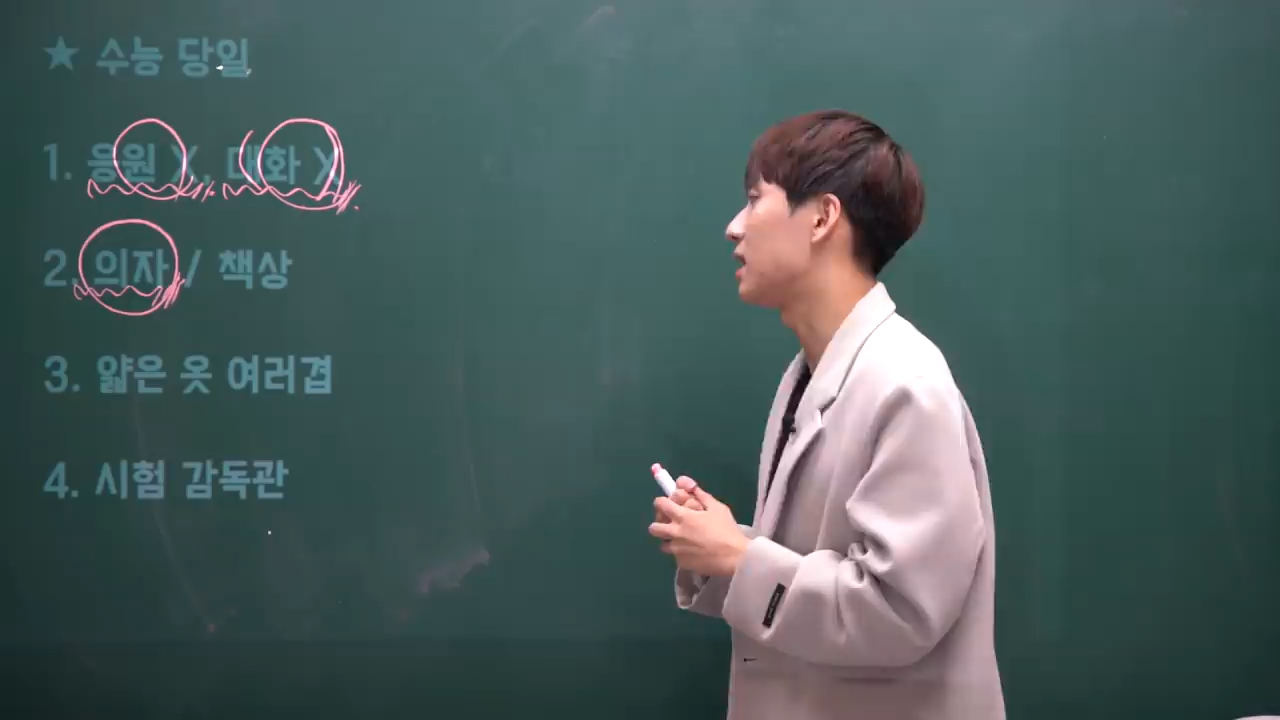 ★ 수능 당일
1. 응원 X, 대화 X
2. 의자 / 책상
3. 얇은 옷 여러겹
4. 시험 감독관